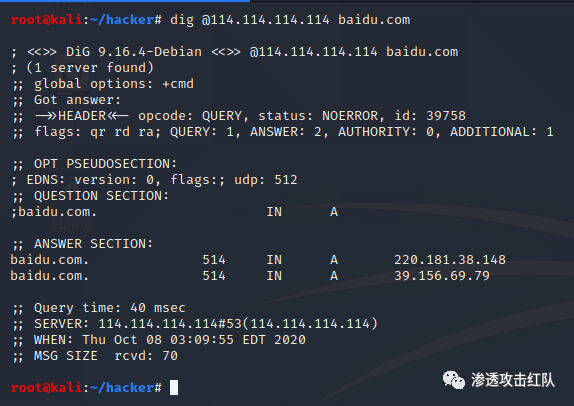 root@kali:~/hacker# dig @114.114.114.114 baidu.com
; <<>> DiG 9.16.4-Debian <<>> @114.114.114.114 baidu.com
; (1 server found)
;; global options: +cmd
;; Got answer:
;; ->>HEADER<<- opcode: QUERY, status: NOERROR, id: 39758
;; flags: qr rd ra; QUERY: 1, ANSWER: 2, AUTHORITY: 0, ADDITIONAL: 1
;; OPT PSEUDOSECTION:
; EDNS: version: 0, flags:; udp: 512
;; QUESTION SECTION:
;baidu.com. IN A
;; ANSWER SECTION:
baidu.com. 514 IN A 220.181.38.148
baidu.com. 514 IN A 39.156.69.79
;; Query time: 40 msec
;; SERVER: 114.114.114.114#53(114.114.114.114)
;; WHEN: Thu Oct 08 03:09:55 EDT 2020
;; MSG SIZE rcvd: 70
root@kali:~/hacker#
渗透攻击红队